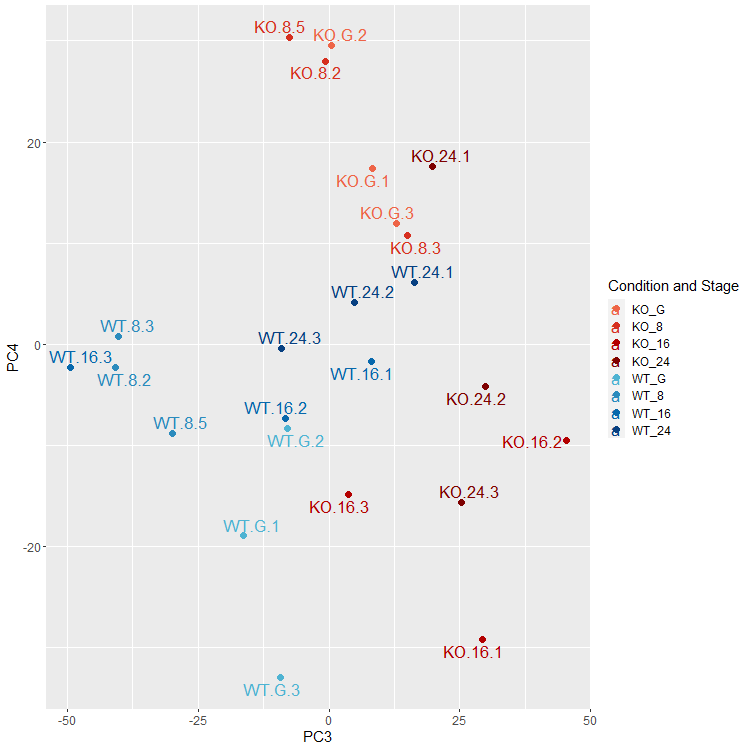 KO.8.5
KO.G.2
KO.8.2
20
KO.24.1
KO.G.1
KO.G.3
KO.8.3
WT.24.1
WT.24.2
WT.8.3
WT.24.3
0
WT.16.3
WT.16.1
WT.8.2
KO.24.2
WT.16.2
WT.8.5
WT.G.2
KO.16.2
KO.24.3
KO.16.3
WT.G.1
-20
KO.16.1
WT.G.3
-50
-25
0
25
50
PC3
PC4
Condition and Stage
a KO_G
a KO_8
a KO_16
a KO_24
a WT_G
a WT_8
a WT_16
a WT_24